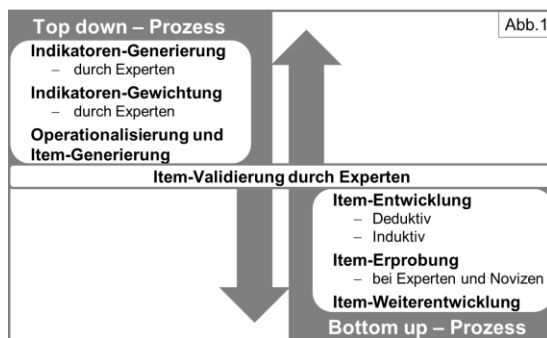 Top down – Prozess
Abb.1
Indikatoren-Generierung
– durch Experten
Indikatoren-Gewichtung
– durch Experten
Operationalisierung und
Item-Generierung
Item-Validierung durch Experten
Item-Entwicklung
– Deduktiv
– Induktiv
Item-Erprobung
– bei Experten und Novizen
Item-Weiterentwicklung
Bottom up – Prozess